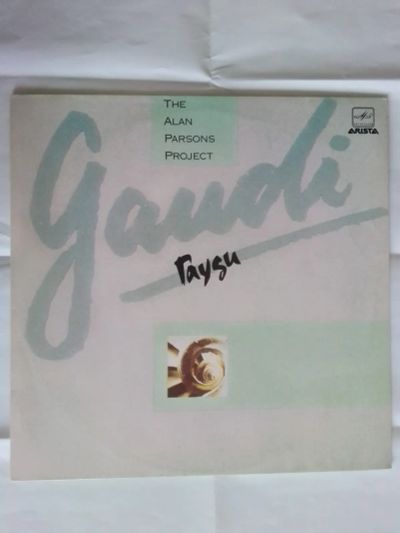 THE
ALAN
PARSONS
PROJECT
ARISTA
gaudi
гауди